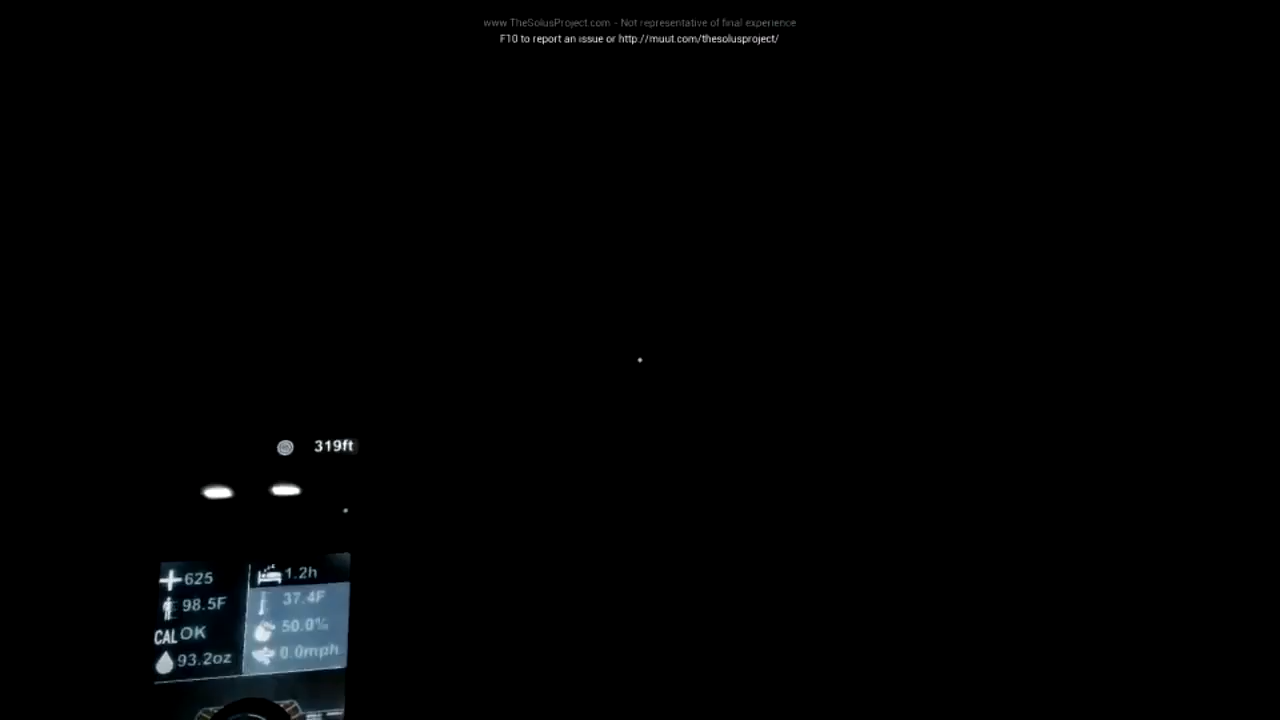 www.TheSolusProject.com - Not representative of final experience
F10 to report an issue or http://muut.com/thesolusproject/
319ft
625
1.2h
98.5F
37.4F
CAL OK
50.0%
93.2oz
0.0mph